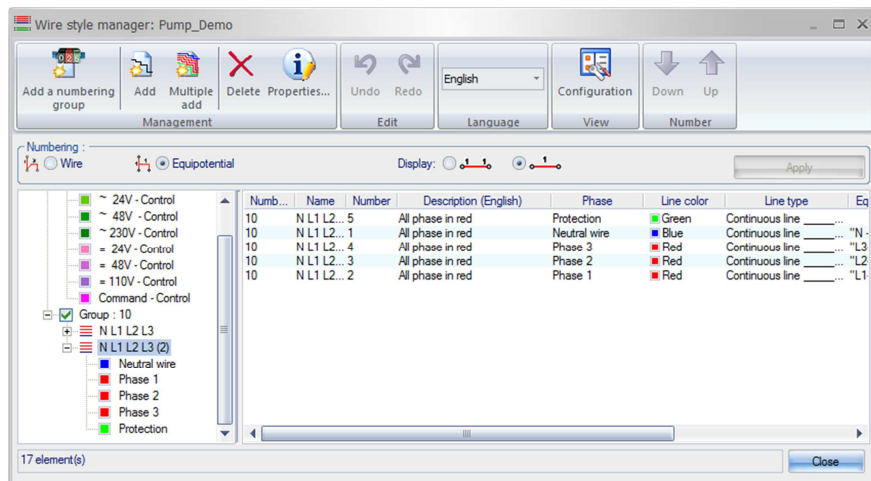 Wire style manager: Pump_Demo
Add a numbering group
Add
Multiple add
Delete
Properties...
Undo
Redo
English
Configuration
Down
Up
Management
Edit
Language
View
Number
Numbering :
Wire
Equipotential
Display:
Apply
~ 24V - Control
~ 48V - Control
~ 230V - Control
= 24V - Control
= 48V - Control
= 110V - Control
Command - Control
Group : 10
N L1 L2 L3
N L1 L2 L3 (2)
Neutral wire
Phase 1
Phase 2
Phase 3
Protection
Numb... Name Number Description (English) Phase Line color Line type Eq
10 N L1 L2... 5 All phase in red Protection Green Continuous line ______...
10 N L1 L2... 1 All phase in red Neutral wire Blue Continuous line ______... "N -
10 N L1 L2... 4 All phase in red Phase 3 Red Continuous line ______... "L3
10 N L1 L2... 3 All phase in red Phase 2 Red Continuous line ______... "L2
10 N L1 L2... 2 All phase in red Phase 1 Red Continuous line ______... "L1-
17 element(s)
Close